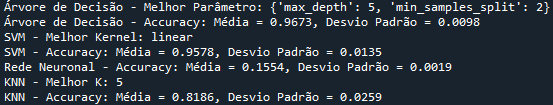 Árvore de Decisão - Melhor Parâmetro: {'max_depth': 5, 'min_samples_split': 2}
Árvore de Decisão - Accuracy: Média = 0.9673, Desvio Padrão = 0.0098
SVM - Melhor Kernel: linear
SVM - Accuracy: Média = 0.9578, Desvio Padrão = 0.0135
Rede Neuronal - Accuracy: Média = 0.1554, Desvio Padrão = 0.0019
KNN - Melhor K: 5
KNN - Accuracy: Média = 0.8186, Desvio Padrão = 0.0259